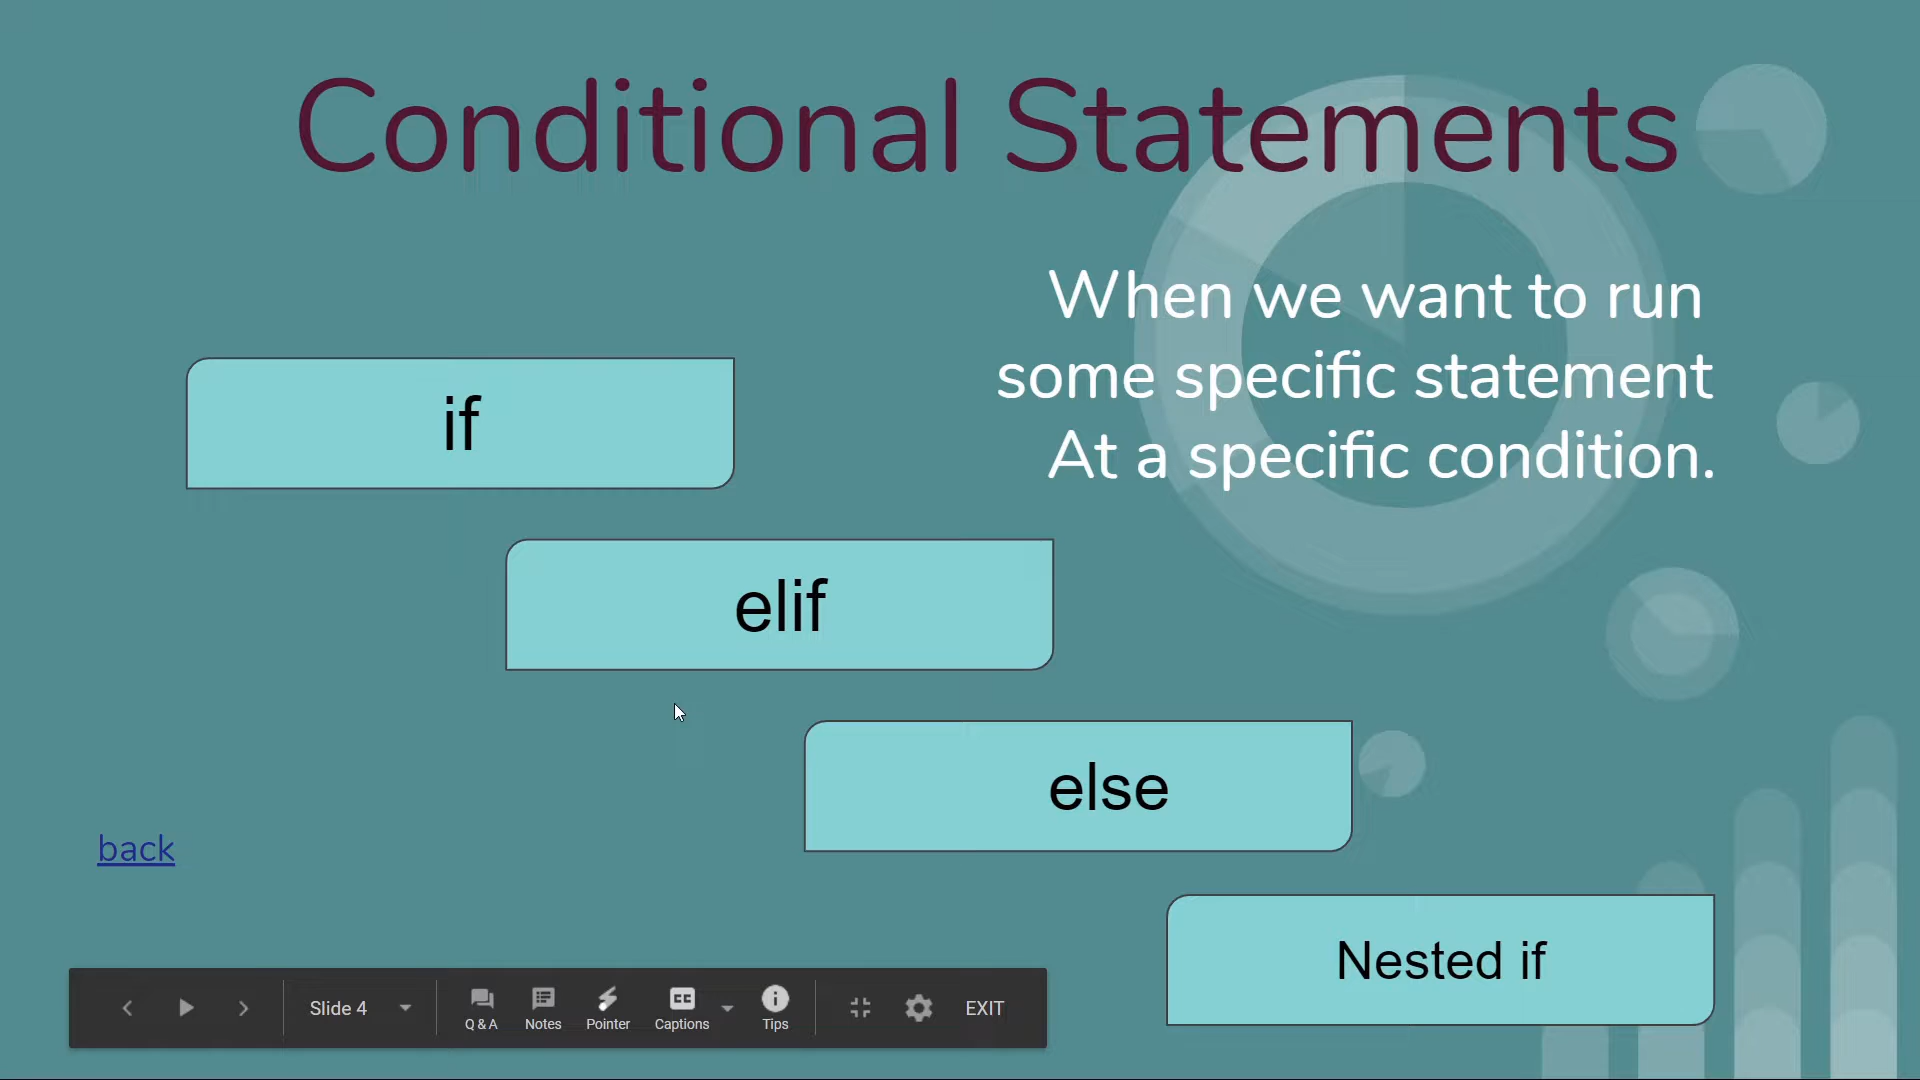 Conditional Statements
When we want to run
some specific statement
At a specific condition.
if
elif
else
back
Nested if
Slide 4
Q & A
Notes
Pointer
CC
Captions
Tips
EXIT